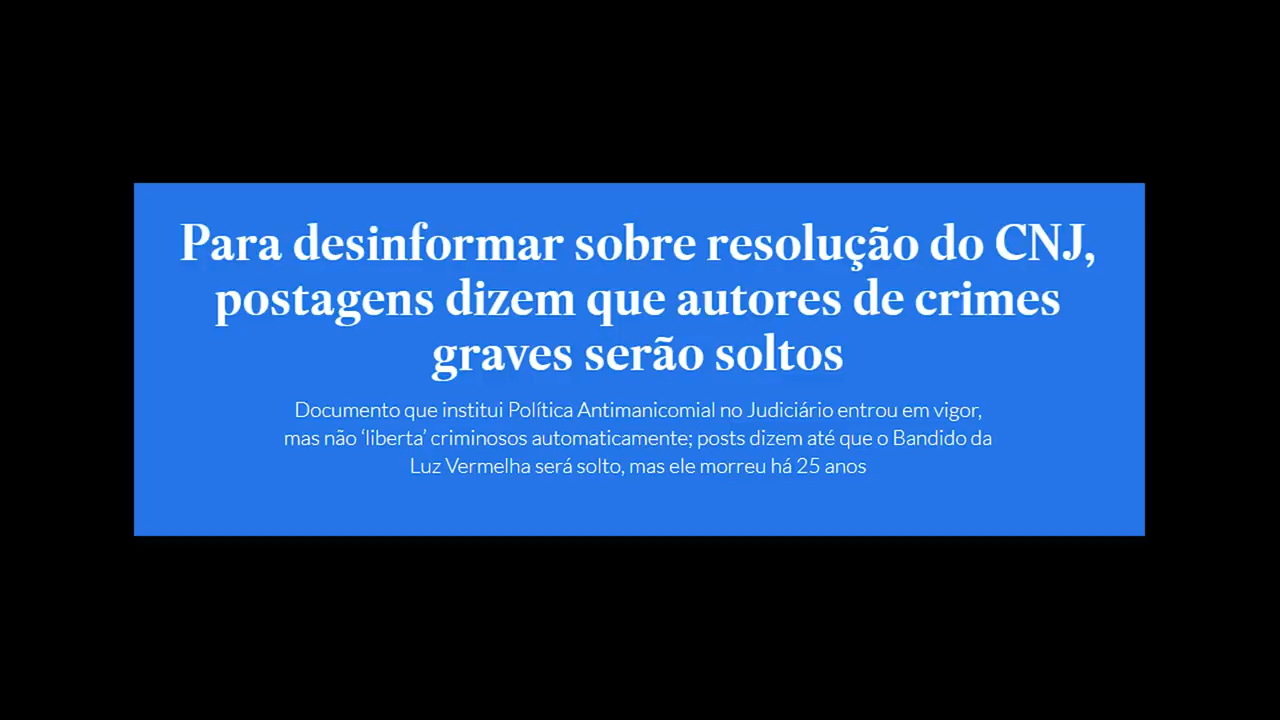 Para desinformar sobre resolução do CNJ,
postagens dizem que autores de crimes
graves serão soltos
Documento que institui Política Antimanicomial no Judiciário entrou em vigor,
mas não ‘liberta’ criminosos automaticamente; posts dizem até que o Bandido da
Luz Vermelha será solto, mas ele morreu há 25 anos